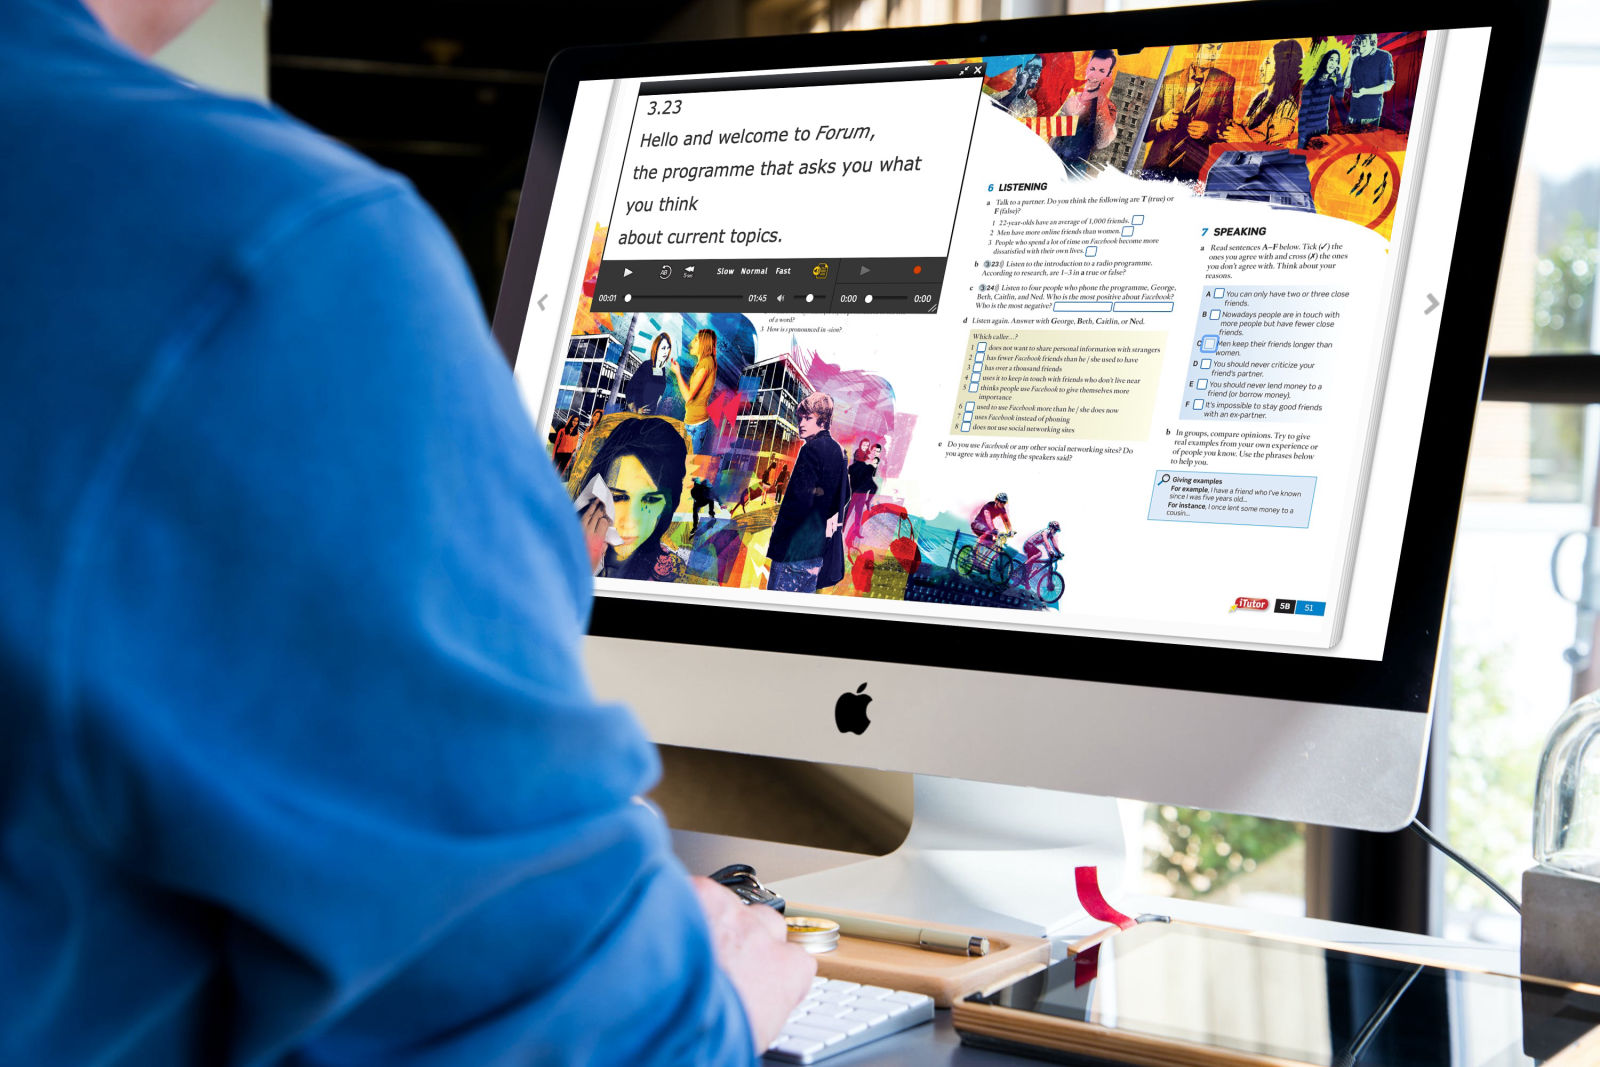 3.23
Hello and welcome to Forum,
the programme that asks you what
you think
about current topics.
AB
5 sec
Slow Normal Fast
00:01
01:45
0:00
0:00
of a word?
3 How is s pronounced in -sion?
6 LISTENING
a Talk to a partner. Do you think the following are T (true) or
F (false)?
1 22-year-olds have an average of 1,000 friends.
2 Men have more online friends than women.
3 People who spend a lot of time on Facebook become more
dissatisfied with their own lives.
b 3 23 Listen to the introduction to a radio programme.
According to research, are 1–3 in a true or false?
c 3 24 Listen to four people who phone the programme, George,
Beth, Caitlin, and Ned. Who is the most positive about Facebook?
Who is the most negative?
d Listen again. Answer with George, Beth, Caitlin, or Ned.
Which caller...?
1 does not want to share personal information with strangers
2 has fewer Facebook friends than he / she used to have
3 has over a thousand friends
4 uses it to keep in touch with friends who don't live near
5 thinks people use Facebook to give themselves more
importance
6 used to use Facebook more than he / she does now
7 uses Facebook instead of phoning
8 does not use social networking sites
e Do you use Facebook or any other social networking sites? Do
you agree with anything the speakers said?
7 SPEAKING
a Read sentences A–F below. Tick (✓) the
ones you agree with and cross (✗) the ones
you don't agree with. Think about your
reasons.
A You can only have two or three close
friends.
B Nowadays people are in touch with
more people but have fewer close
friends.
C Men keep their friends longer than
women.
D You should never criticize your
friend's partner.
E You should never lend money to a
friend (or borrow money).
F It's impossible to stay good friends
with an ex-partner.
b In groups, compare opinions. Try to give
real examples from your own experience or
of people you know. Use the phrases below
to help you.
Giving examples
For example, I have a friend who I've known
since I was five years old...
For instance, I once lent some money to a
cousin...
iTutor 5B 51